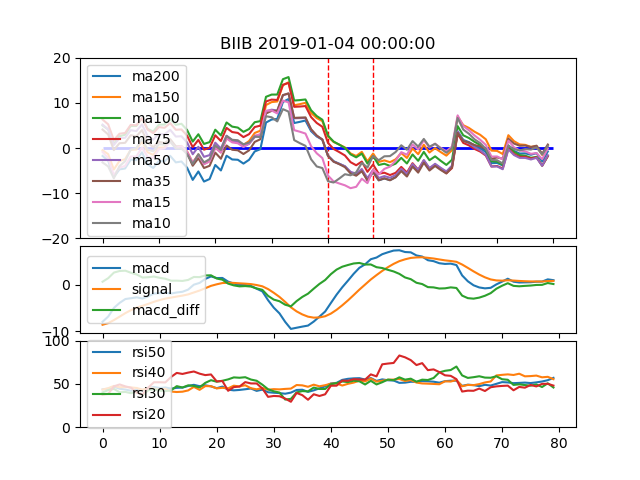 BIIB 2019-01-04 00:00:00
20
10
0
−10
−20
ma200
ma150
ma100
ma75
ma50
ma35
ma15
ma10
0
−10
macd
signal
macd_diff
100
50
0
rsi50
rsi40
rsi30
rsi20
0 10 20 30 40 50 60 70 80